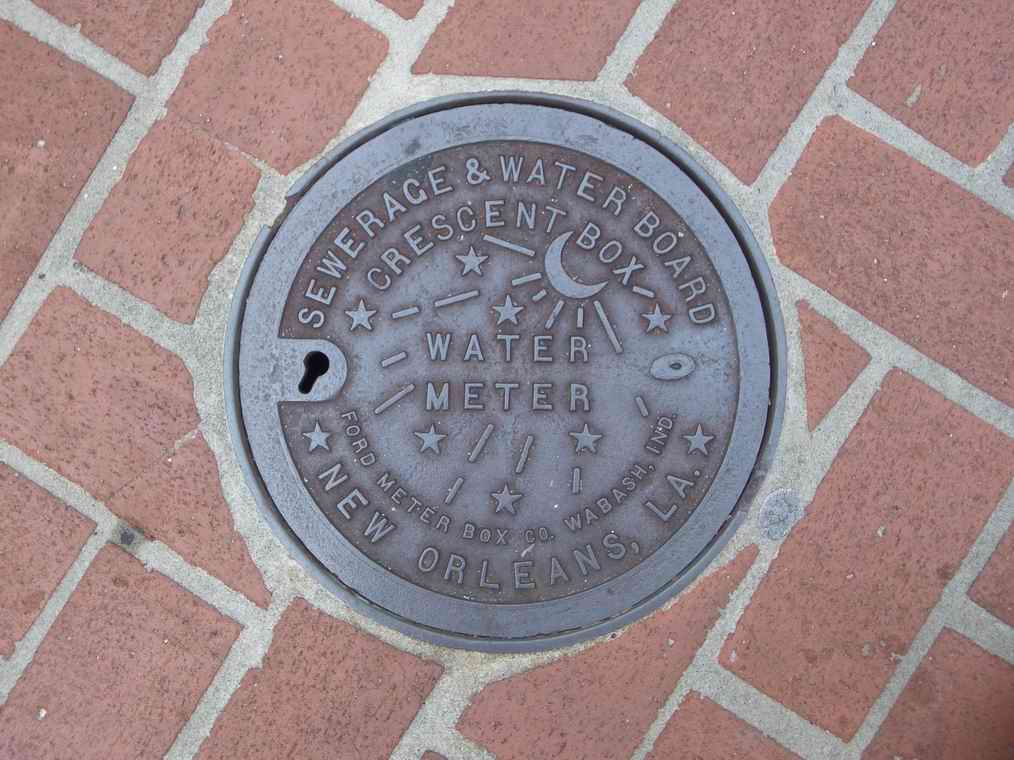 SEWERAGE & WATER BOARD
CRESCENT BOX
WATER
METER
FORD METER BOX CO. WABASH, IND.
NEW ORLEANS, LA.